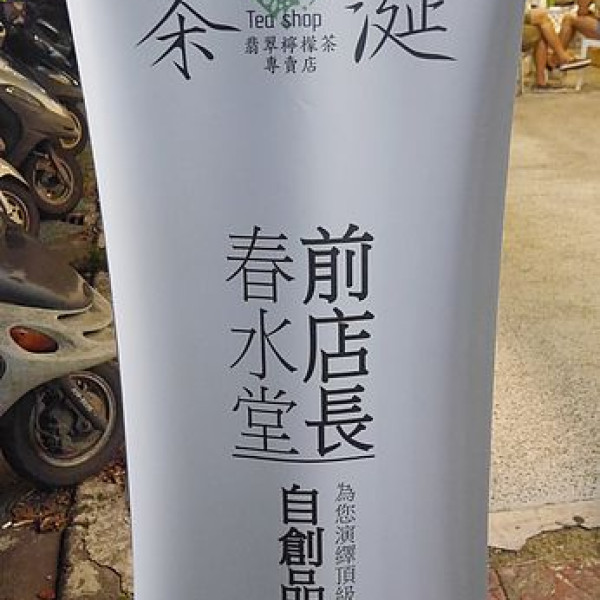 茶涎
Tea shop
翡翠檸檬茶
專賣店
春水堂
前店長
為您演繹頂級
自創品